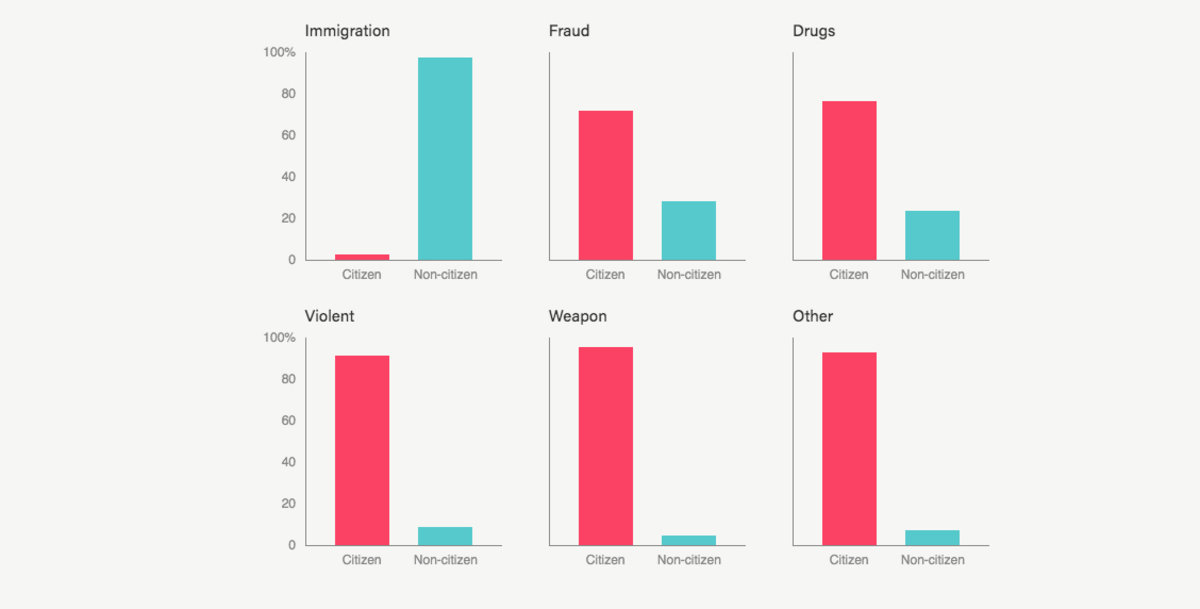 Immigration
Fraud
Drugs
100%
80
60
40
20
0
Citizen
Non-citizen
Citizen
Non-citizen
Citizen
Non-citizen
Violent
Weapon
Other
100%
80
60
40
20
0
Citizen
Non-citizen
Citizen
Non-citizen
Citizen
Non-citizen